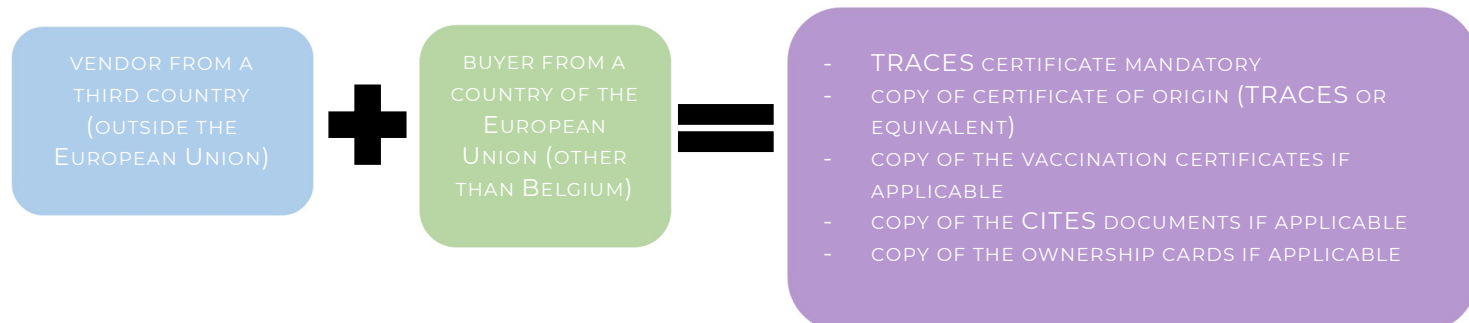 VENDOR FROM A
THIRD COUNTRY
(OUTSIDE THE
EUROPEAN UNION)
BUYER FROM A
COUNTRY OF THE
EUROPEAN
UNION (OTHER
THAN BELGIUM)
- TRACES CERTIFICATE MANDATORY
- COPY OF CERTIFICATE OF ORIGIN (TRACES OR
EQUIVALENT)
- COPY OF THE VACCINATION CERTIFICATES IF
APPLICABLE
- COPY OF THE CITES DOCUMENTS IF APPLICABLE
- COPY OF THE OWNERSHIP CARDS IF APPLICABLE